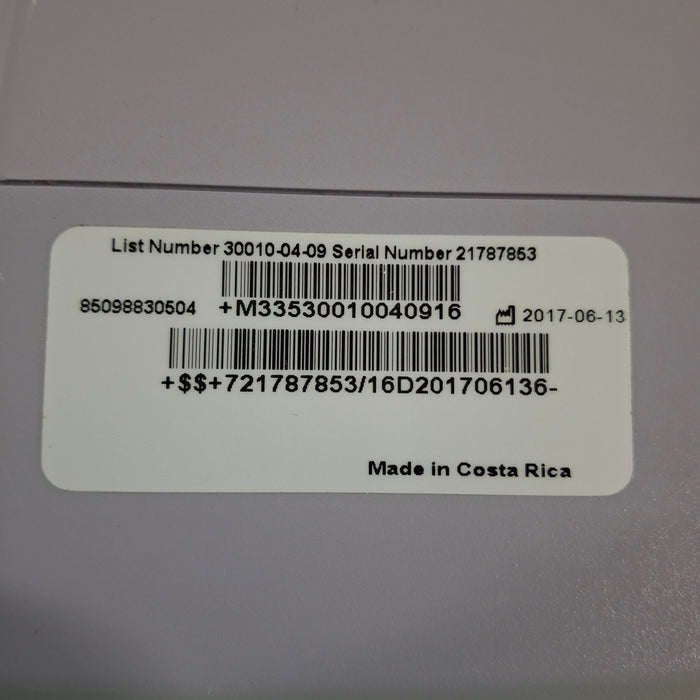 List Number 30010-04-09 Serial Number 21787853
85098830504 +M33530010040916 2017-06-13
+$$+721787853/16D201706136-
Made in Costa Rica